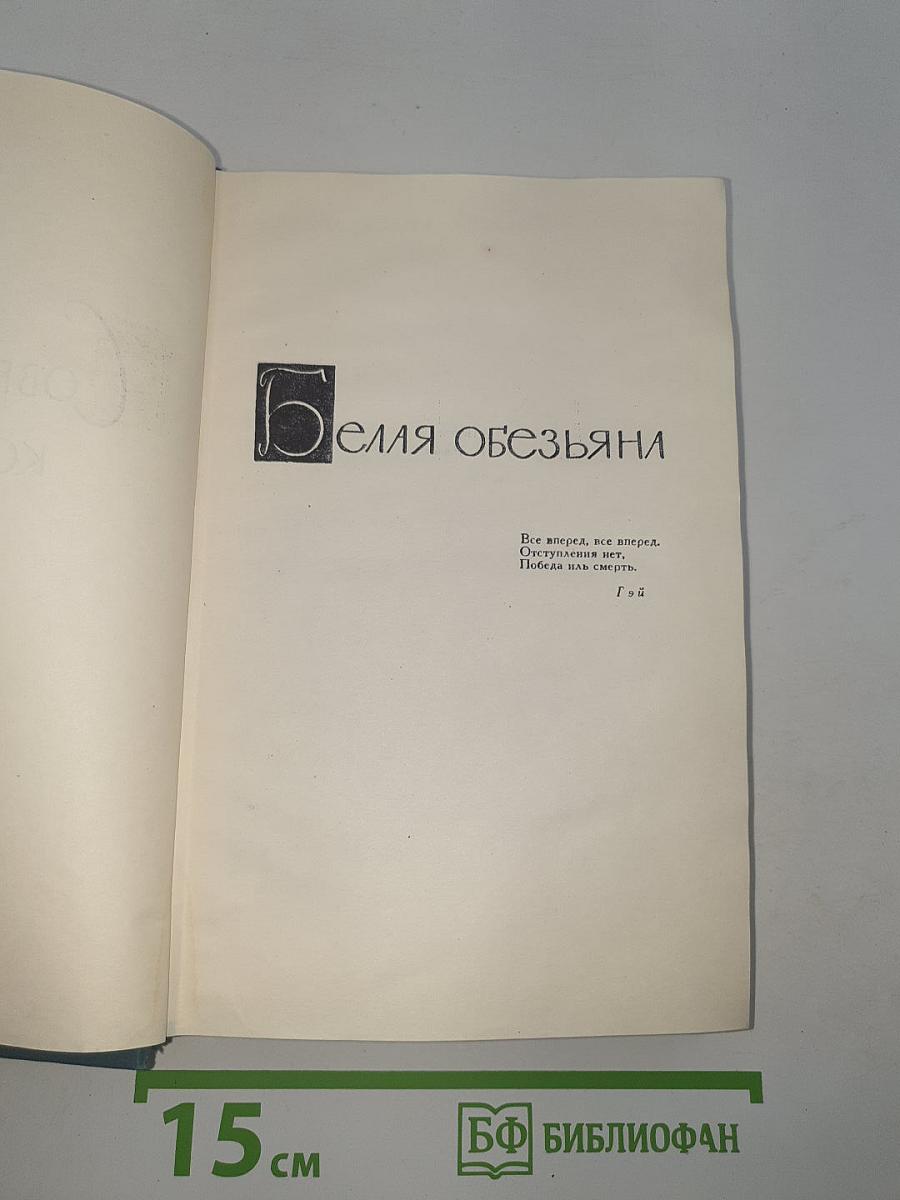 Белая обезьяна
Все вперед, все вперед.
Отступления нет,
Победа иль смерть.
Гэй
15 см
БФ БИБЛИОФАН